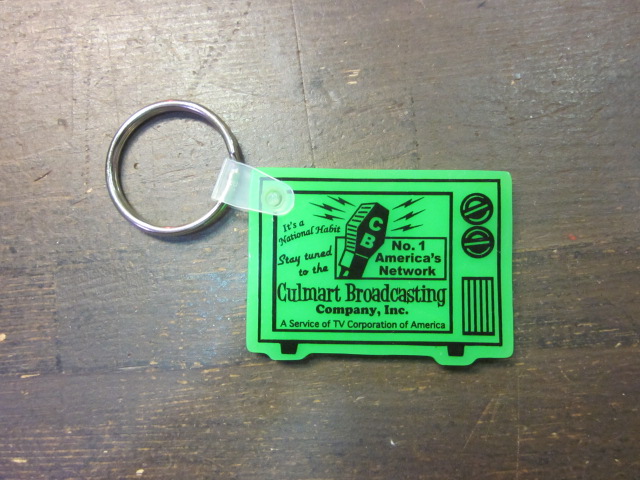 It's a
National Habit
Stay tuned
to the
CB
No. 1
America's
Network
Culmart Broadcasting
Company, Inc.
A Service of TV Corporation of America